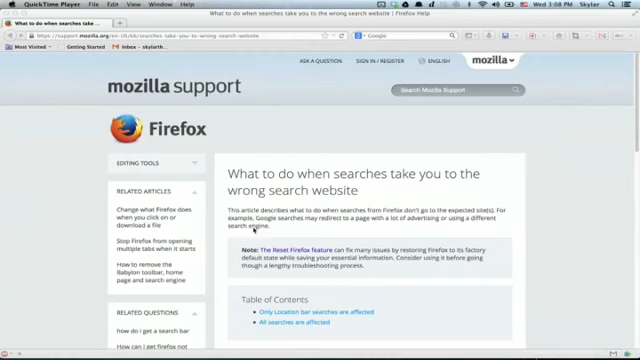 QuickTime Player File Edit View Window Help
Wed 3:08 PM Skylar
What to do when searches take you to the wrong search website | Firefox Help
What to do when searches take ...
https://support.mozilla.org/en-US/kb/searches-take-you-to-wrong-search-website
Google
Most Visited Getting Started Inbox - skylarth...
ASK A QUESTION SIGN IN / REGISTER ENGLISH mozilla
mozilla support
Search Mozilla Support
Firefox
EDITING TOOLS
RELATED ARTICLES
Change what Firefox does
when you click on or
download a file
Stop Firefox from opening
multiple tabs when it starts
How to remove the
Babylon toolbar, home
page and search engine
RELATED QUESTIONS
how do i get a search bar
How can I get firefox not
What to do when searches take you to the
wrong search website
This article describes what to do when searches from Firefox don't go to the expected site(s). For
example, Google searches may redirect to a page with a lot of advertising or using a different
search engine.
Note: The Reset Firefox feature can fix many issues by restoring Firefox to its factory
default state while saving your essential information. Consider using it before going
through a lengthy troubleshooting process.
Table of Contents
Only Location bar searches are affected
All searches are affected